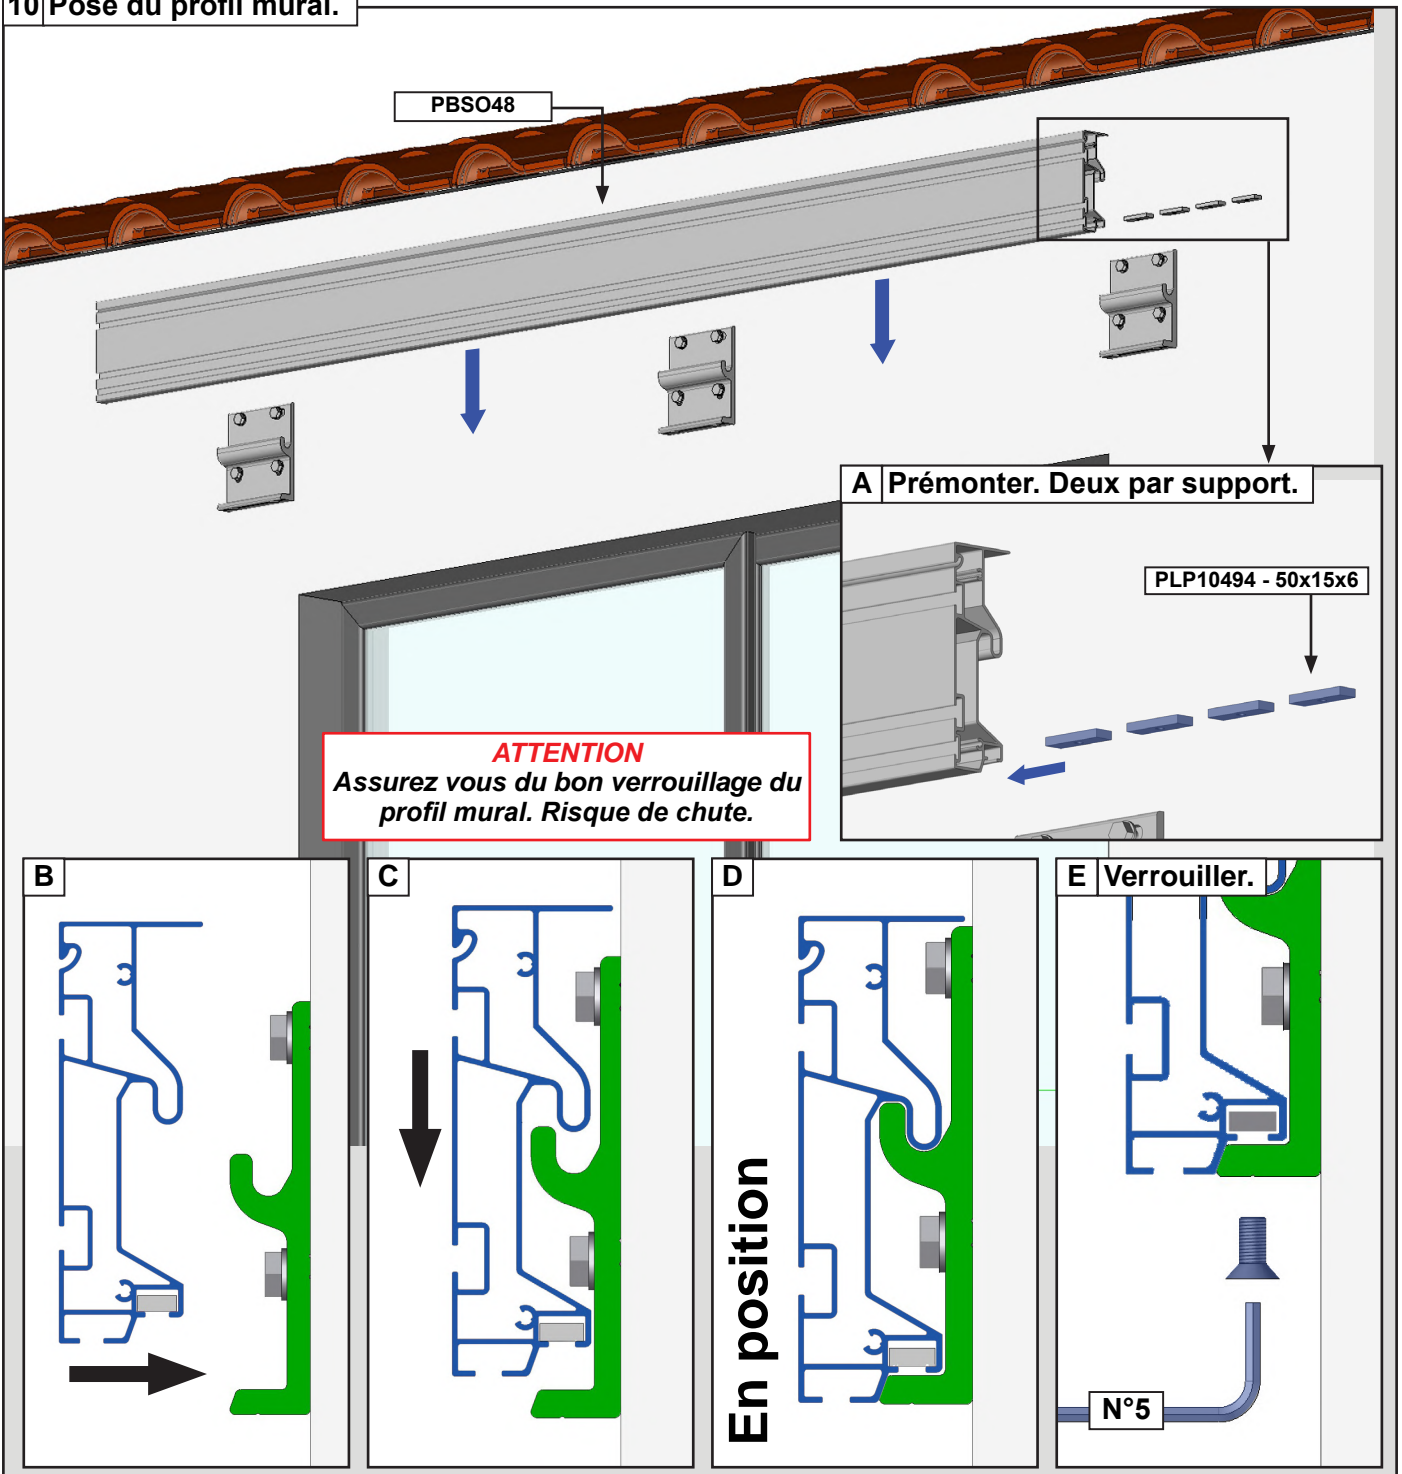 10 Pose du profil mural.
PBSO48
A Prémonter. Deux par support.
PLP10494 - 50x15x6
ATTENTION
Assurez vous du bon verrouillage du
profil mural. Risque de chute.
B
C
D
En position
E Verrouiller.
N°5